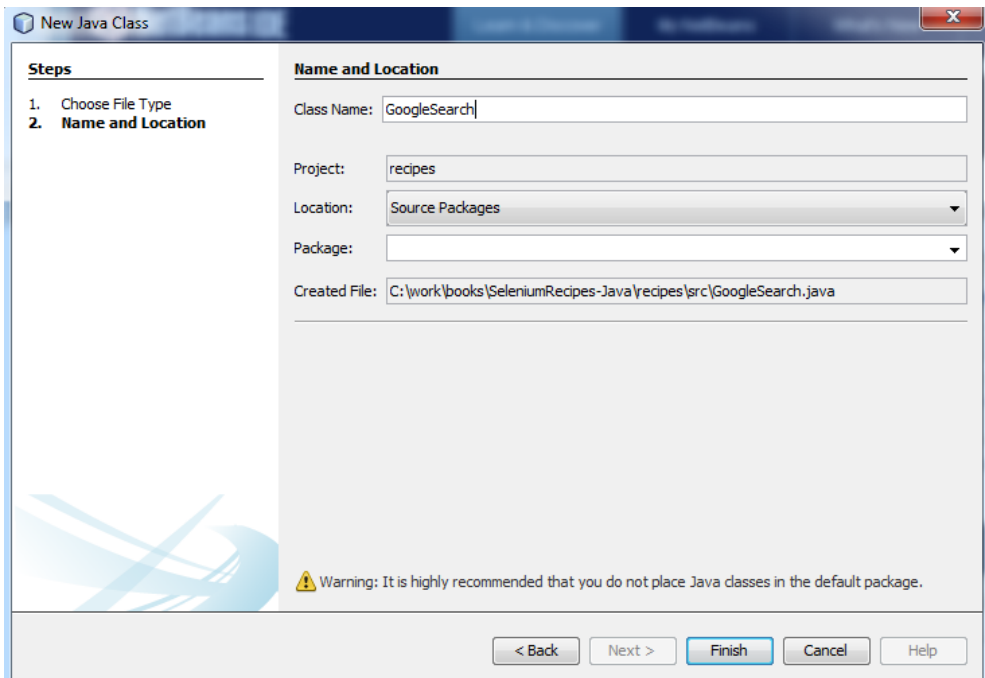 New Java Class
Steps
1. Choose File Type
2. Name and Location
Name and Location
Class Name: GoogleSearch
Project: recipes
Location: Source Packages
Package:
Created File: C:\work\books\SeleniumRecipes-Java\recipes\src\GoogleSearch.java
Warning: It is highly recommended that you do not place Java classes in the default package.
< Back Next > Finish Cancel Help